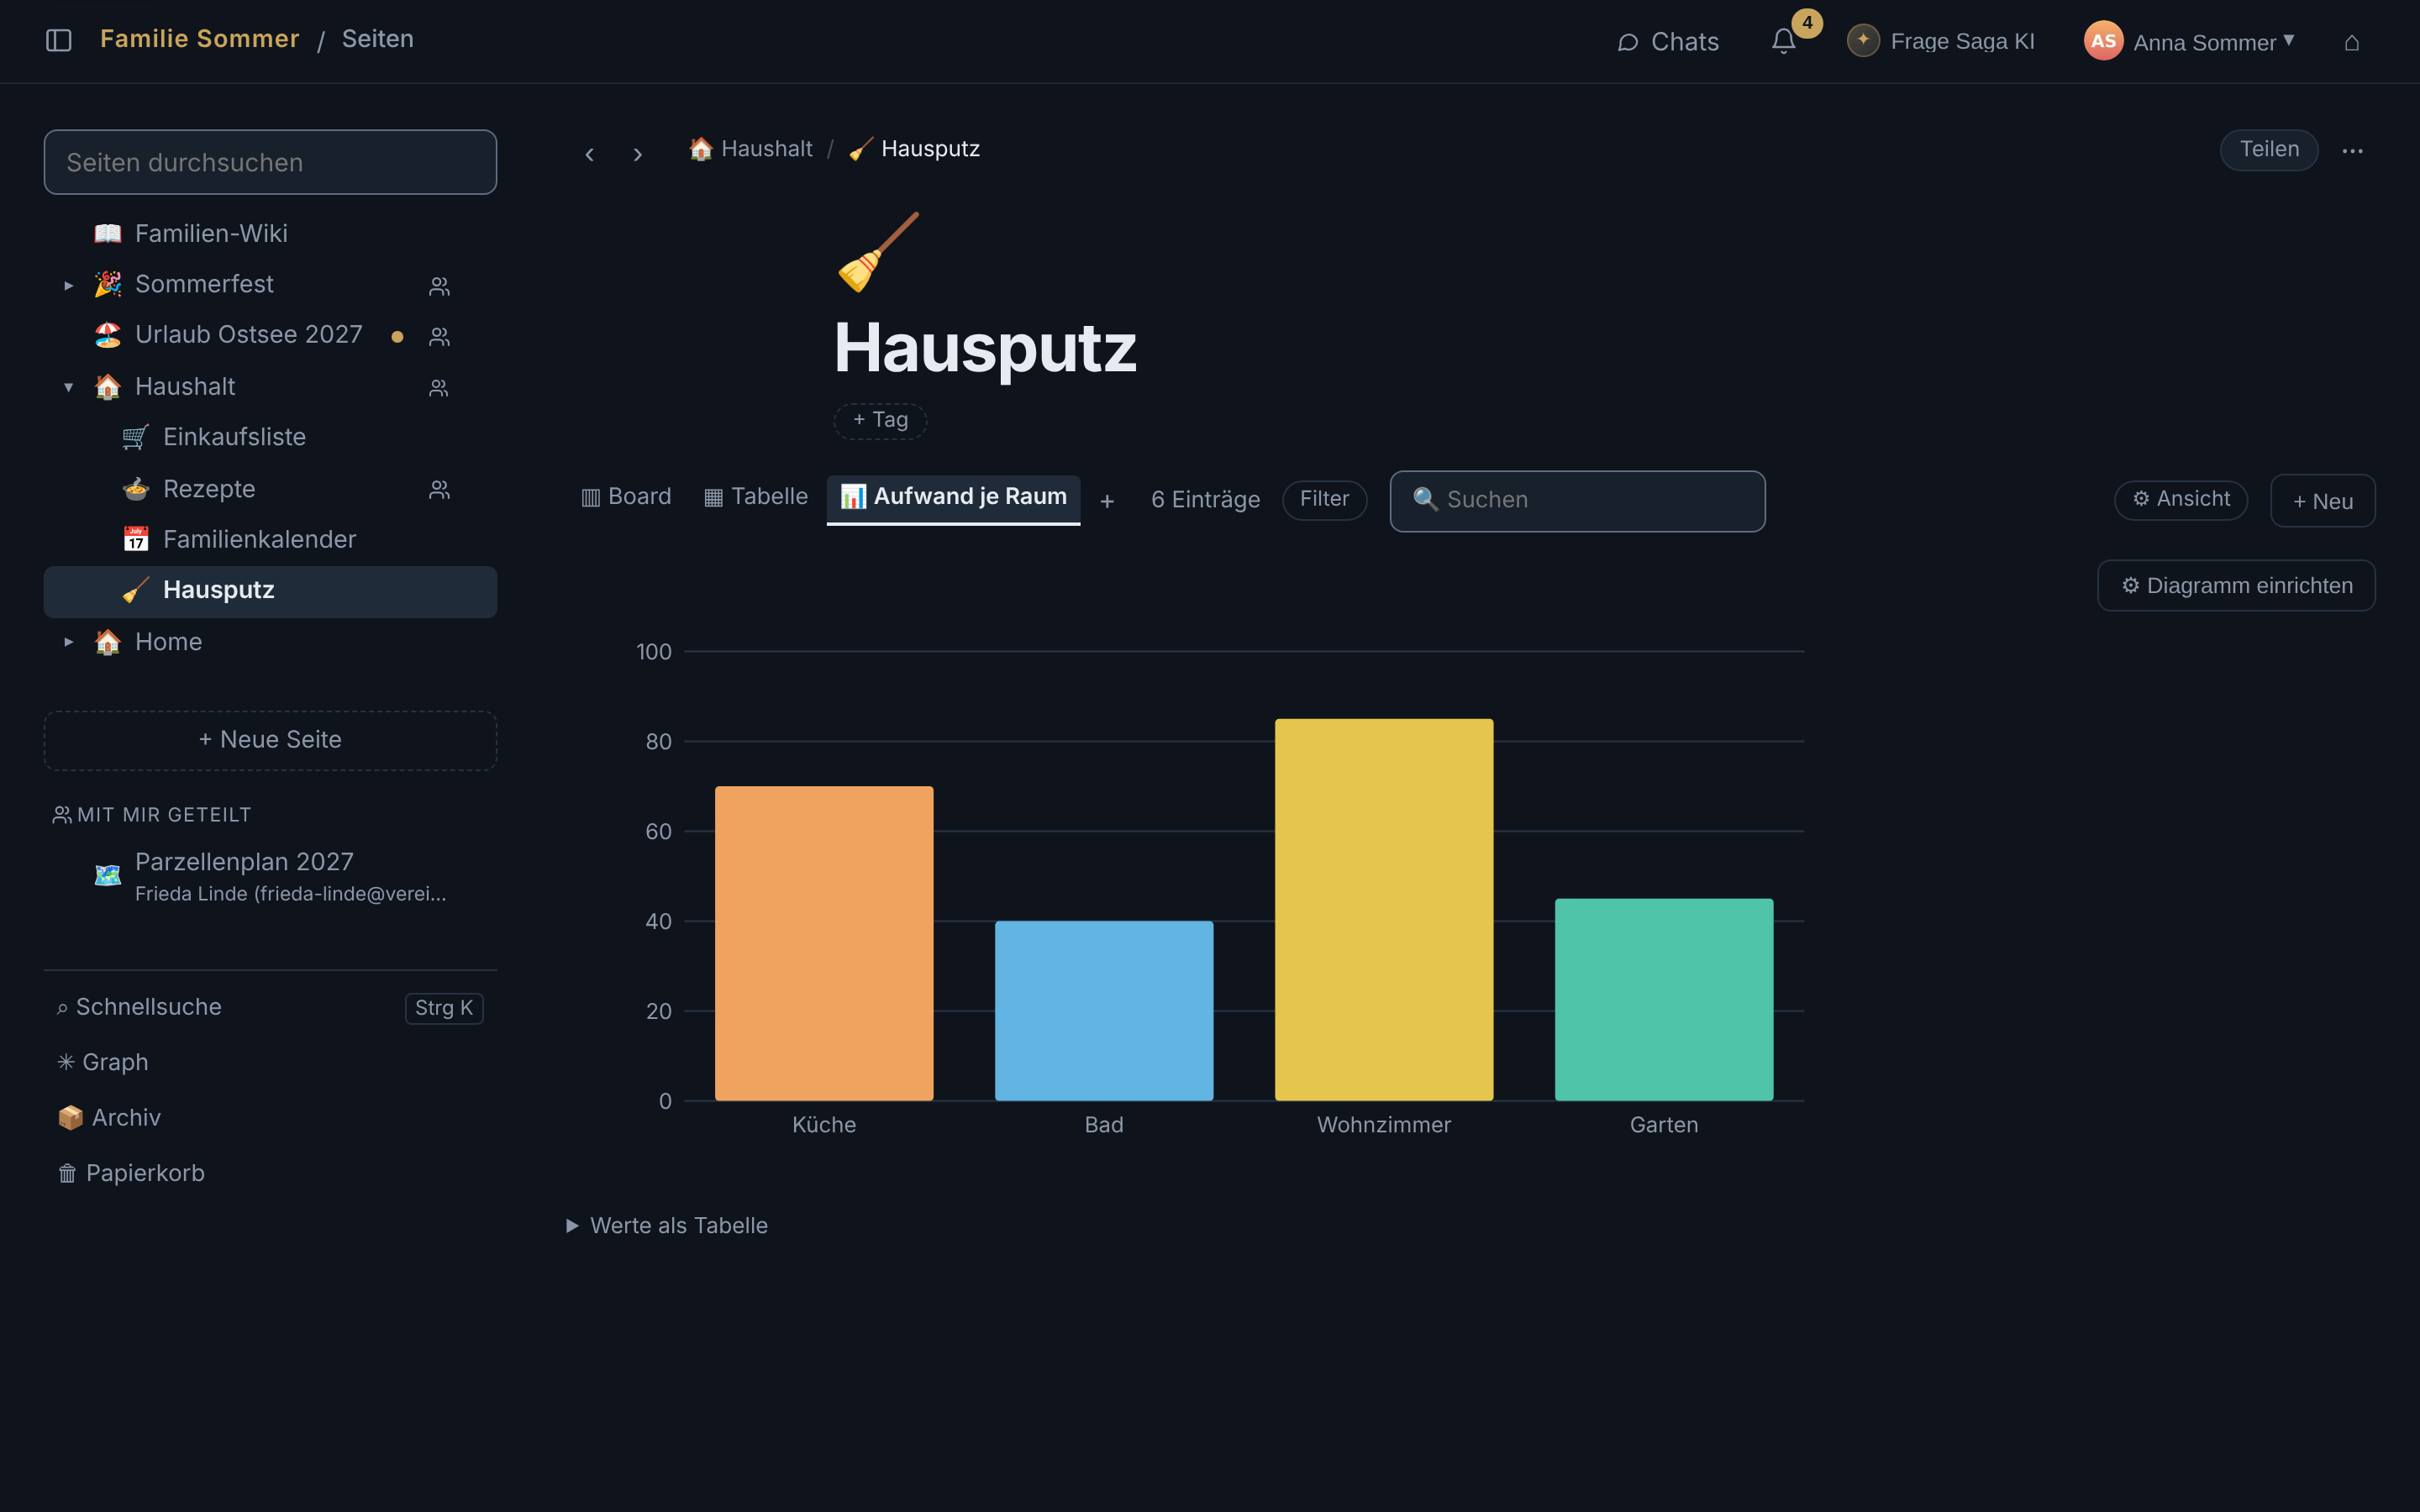 Familie Sommer / Seiten
Chats
4
Frage Saga KI
AS Anna Sommer
Seiten durchsuchen
Familien-Wiki
Sommerfest
Urlaub Ostsee 2027
Haushalt
Einkaufsliste
Rezepte
Familienkalender
Hausputz
Home
+ Neue Seite
MIT MIR GETEILT
Parzellenplan 2027
Frieda Linde (frieda-linde@verei...
Schnellsuche
Strg K
Graph
Archiv
Papierkorb
Haushalt / Hausputz
Teilen
Hausputz
+ Tag
Board
Tabelle
Aufwand je Raum
+
6 Einträge
Filter
Suchen
Ansicht
+ Neu
Diagramm einrichten
100
80
60
40
20
0
Küche
Bad
Wohnzimmer
Garten
Werte als Tabelle